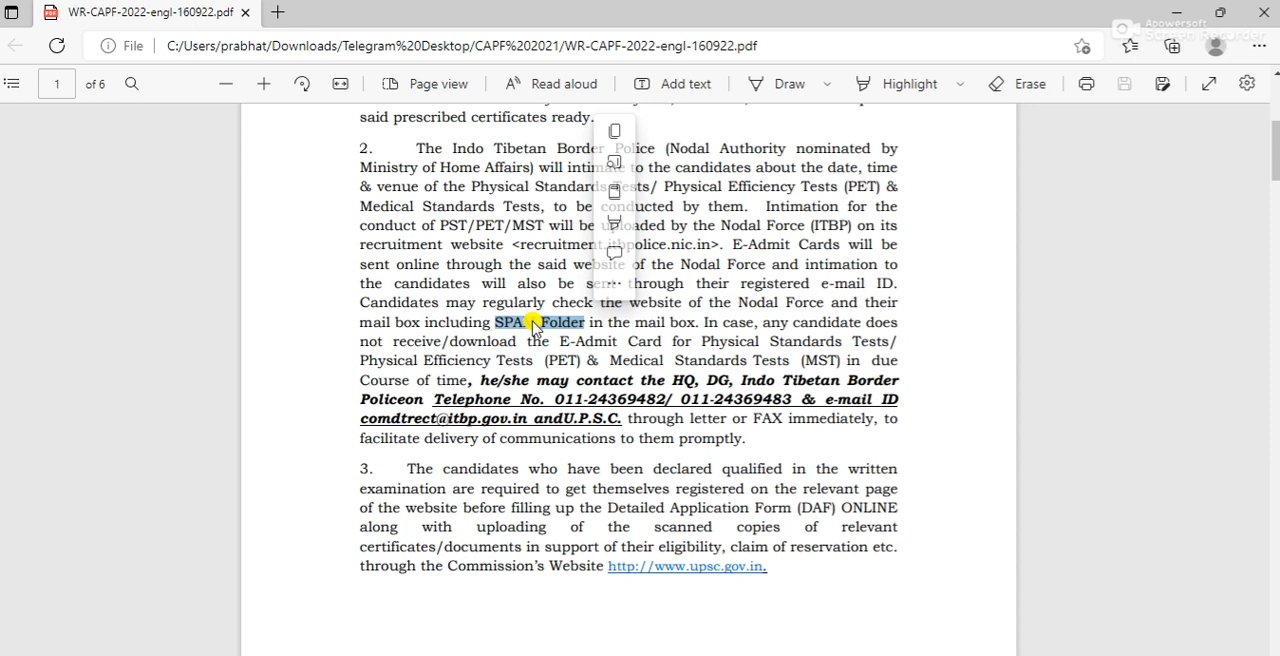 WR-CAPF-2022-engl-160922.pdf
Apowersoft
Screen Recorder
File C:/Users/prabhat/Downloads/Telegram%20Desktop/CAPF%202021/WR-CAPF-2022-engl-160922.pdf
1 of 6 Page view Read aloud Add text Draw Highlight Erase
said prescribed certificates ready.
2. The Indo Tibetan Border Police (Nodal Authority nominated by
Ministry of Home Affairs) will intimate to the candidates about the date, time
& venue of the Physical Standards Tests/ Physical Efficiency Tests (PET) &
Medical Standards Tests, to be conducted by them. Intimation for the
conduct of PST/PET/MST will be uploaded by the Nodal Force (ITBP) on its
recruitment website <recruitment.itbpolice.nic.in>. E-Admit Cards will be
sent online through the said website of the Nodal Force and intimation to
the candidates will also be sent through their registered e-mail ID.
Candidates may regularly check the website of the Nodal Force and their
mail box including SPAM Folder in the mail box. In case, any candidate does
not receive/download the E-Admit Card for Physical Standards Tests/
Physical Efficiency Tests (PET) & Medical Standards Tests (MST) in due
Course of time, he/she may contact the HQ, DG, Indo Tibetan Border
Policeon Telephone No. 011-24369482/ 011-24369483 & e-mail ID
comdtrect@itbp.gov.in andU.P.S.C. through letter or FAX immediately, to
facilitate delivery of communications to them promptly.
3. The candidates who have been declared qualified in the written
examination are required to get themselves registered on the relevant page
of the website before filling up the Detailed Application Form (DAF) ONLINE
along with uploading of the scanned copies of relevant
certificates/documents in support of their eligibility, claim of reservation etc.
through the Commission's Website http://www.upsc.gov.in.